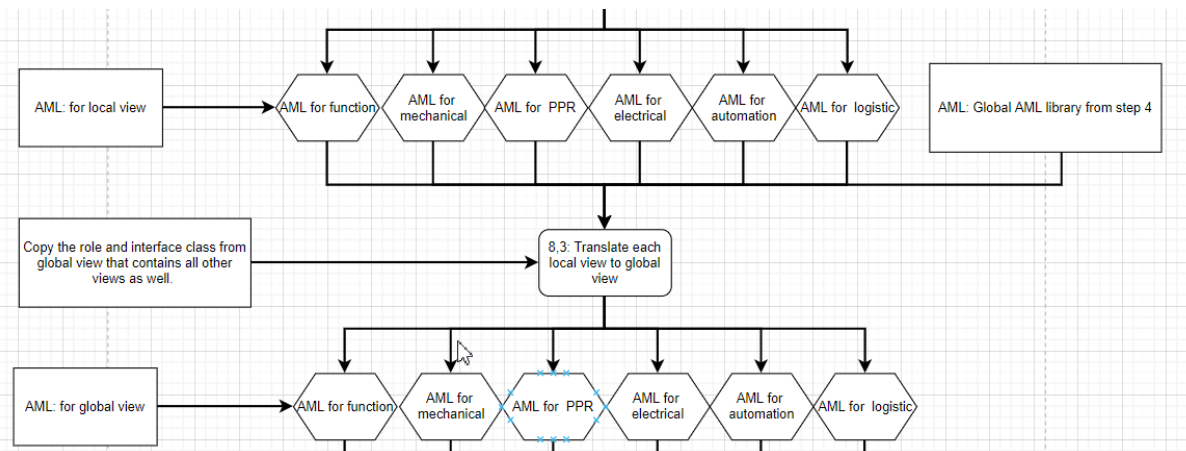 AML: for local view
AML for function
AML for
mechanical
AML for  PPR
AML for
electrical
AML for
automation
AML for  logistic
AML: Global AML library from step 4
Copy the role and interface class from
global view that contains all other
views as well.
8,3: Translate each
local view to global
view
AML: for global view
AML for function
AML for
mechanical
AML for  PPR
AML for
electrical
AML for
automation
AML for  logistic